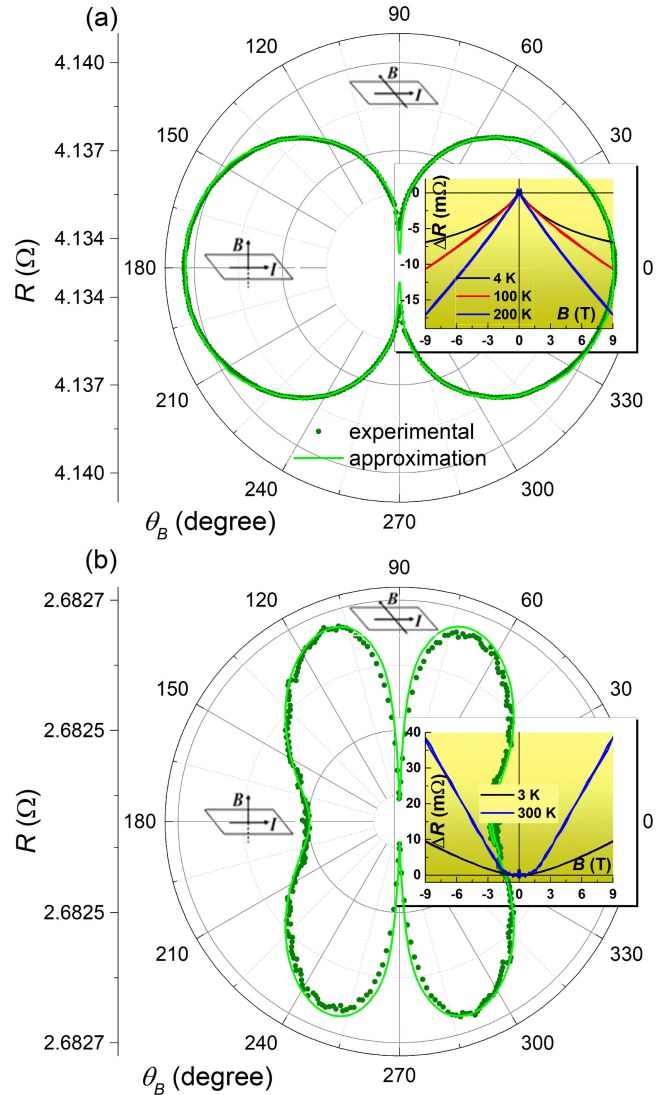 (a)
90
4.140
120
60
B
I
4.137
150
30
0
ΔR (mΩ)
-5
-10
-15
4 K
100 K
200 K
B (T)
-9 -6 -3 0 3 6 9
4.134
R (Ω)
180
B
I
0
4.134
4.137
210
330
experimental
approximation
4.140
240
300
θB (degree)
270
(b)
90
2.6827
120
60
B
I
150
30
2.6825
40
30
20
10
0
ΔR (mΩ)
3 K
300 K
B (T)
-9 -6 -3 0 3 6 9
R (Ω)
180
B
I
0
2.6825
210
330
2.6827
240
300
θB (degree)
270